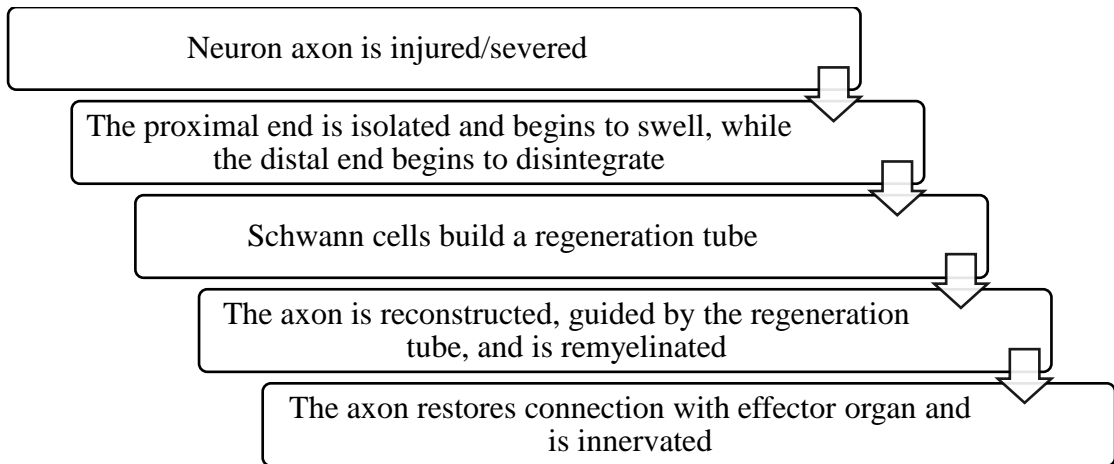 Neuron axon is injured/severed
The proximal end is isolated and begins to swell, while
the distal end begins to disintegrate
Schwann cells build a regeneration tube
The axon is reconstructed, guided by the regeneration
tube, and is remyelinated
The axon restores connection with effector organ and
is innervated